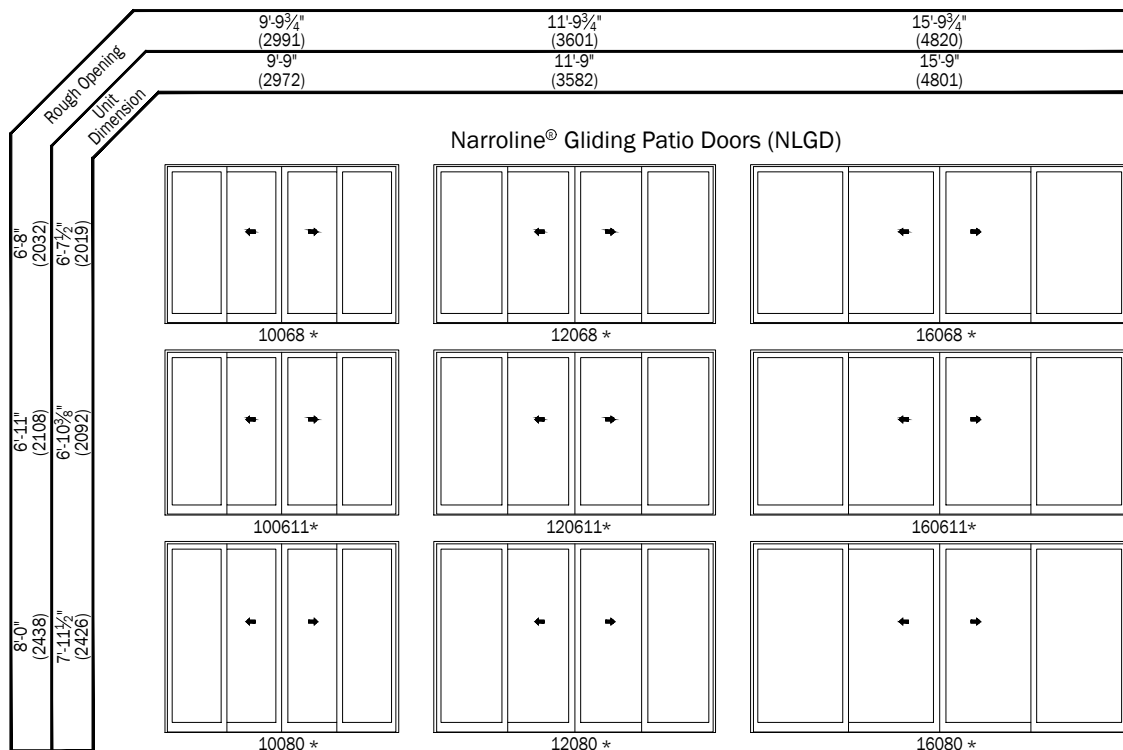 9'-9¾" 11'-9¾" 15'-9¾"
(2991) (3601) (4820)
9'-9" 11'-9" 15'-9"
(2972) (3582) (4801)
Rough Opening
Unit
Dimension
Narroline® Gliding Patio Doors (NLGD)
6'-8"
(2032)
6'-7½"
(2019)
10068 * 12068 * 16068 *
6'-11"
(2108)
6'-10⅜"
(2092)
100611* 120611* 160611*
8'-0"
(2438)
7'-11½"
(2426)
10080 * 12080 * 16080 *